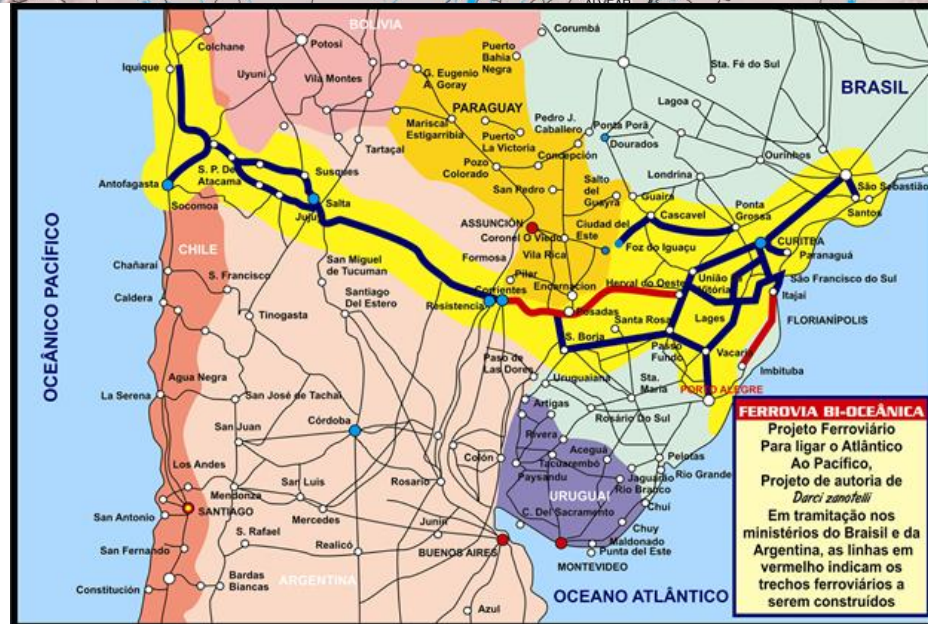 ALVEAR
BOLIVIA
Colchane
Potosi
Corumbá
Iquique
Uyuni
Vila Montes
G. Eugenio
A. Goray
Puerto
Bahia
Negra
Sta. Fé do Sul
BRASIL
PARAGUAY
Lagoa
Mariscal
Estigarribia
Puerto
La Victoria
Pedro J.
Caballero
Ponta Porã
Dourados
Tartaçal
Concepción
Ourinhos
Pozo
Colorado
Susques
S. P. De
Atacama
Antofagasta
Socomoa
Salta
Jujuy
San Pedro
Salto
del
Guayra
Londrina
Guaira
São Sebastião
Santos
Ponta
Grossa
Cascavel
ASSUNCIÓN
Coronel O Viedo
Ciudad del
Este
Foz do Iguaçu
CURITBA
Paranaguá
OCEÂNICO PACÍFICO
CHILE
Formosa
Vila Rica
Chañaraí
S. Francisco
San Miguel
de Tucuman
Pilar
Encarnacion
Herval do Oeste
União
Vitória
São Francisco do Sul
Itajaí
Caldera
Tinogasta
Santiago
Del Estero
Resistencia
Corrientes
Posadas
Santa Rosa
Lages
FLORIANÍPOLIS
S. Borja
Passo
Fundo
Vacaria
Imbituba
Paso de
Las Dores
Agua Negra
Uruguaiana
Sta.
Maria
PORTO ALEGRE
La Serena
San José de Tachal
Artigas
Rosário Do Sul
San Juan
Córdoba
Rivera
Aceguá
Pelotas
Colón
Tacuarembó
Rio Grande
Los Andes
Paysandu
Jaguarão
Rio Branco
Mendonza
San Luis
Rosario
URUGUAI
Chui
SANTIAGO
San Antonio
Mercedes
C. Del Sacramento
Chuy
S. Rafael
Junin
Maldonado
San Fernando
Realicó
BUENOS AIRES
Punta del Este
MONTEVIDEO
Constitución
Bardas
Biancas
ARGENTINA
Azul
OCEANO ATLÂNTICO
FERROVIA BI-OCEÂNICA
Projeto Ferroviário
Para ligar o Atlântico
Ao Pacífico,
Projeto de autoria de
Darci zanotelli
Em tramitação nos
ministérios do Braisil e da
Argentina, as linhas em
vermelho indicam os
trechos ferroviários a
serem construídos